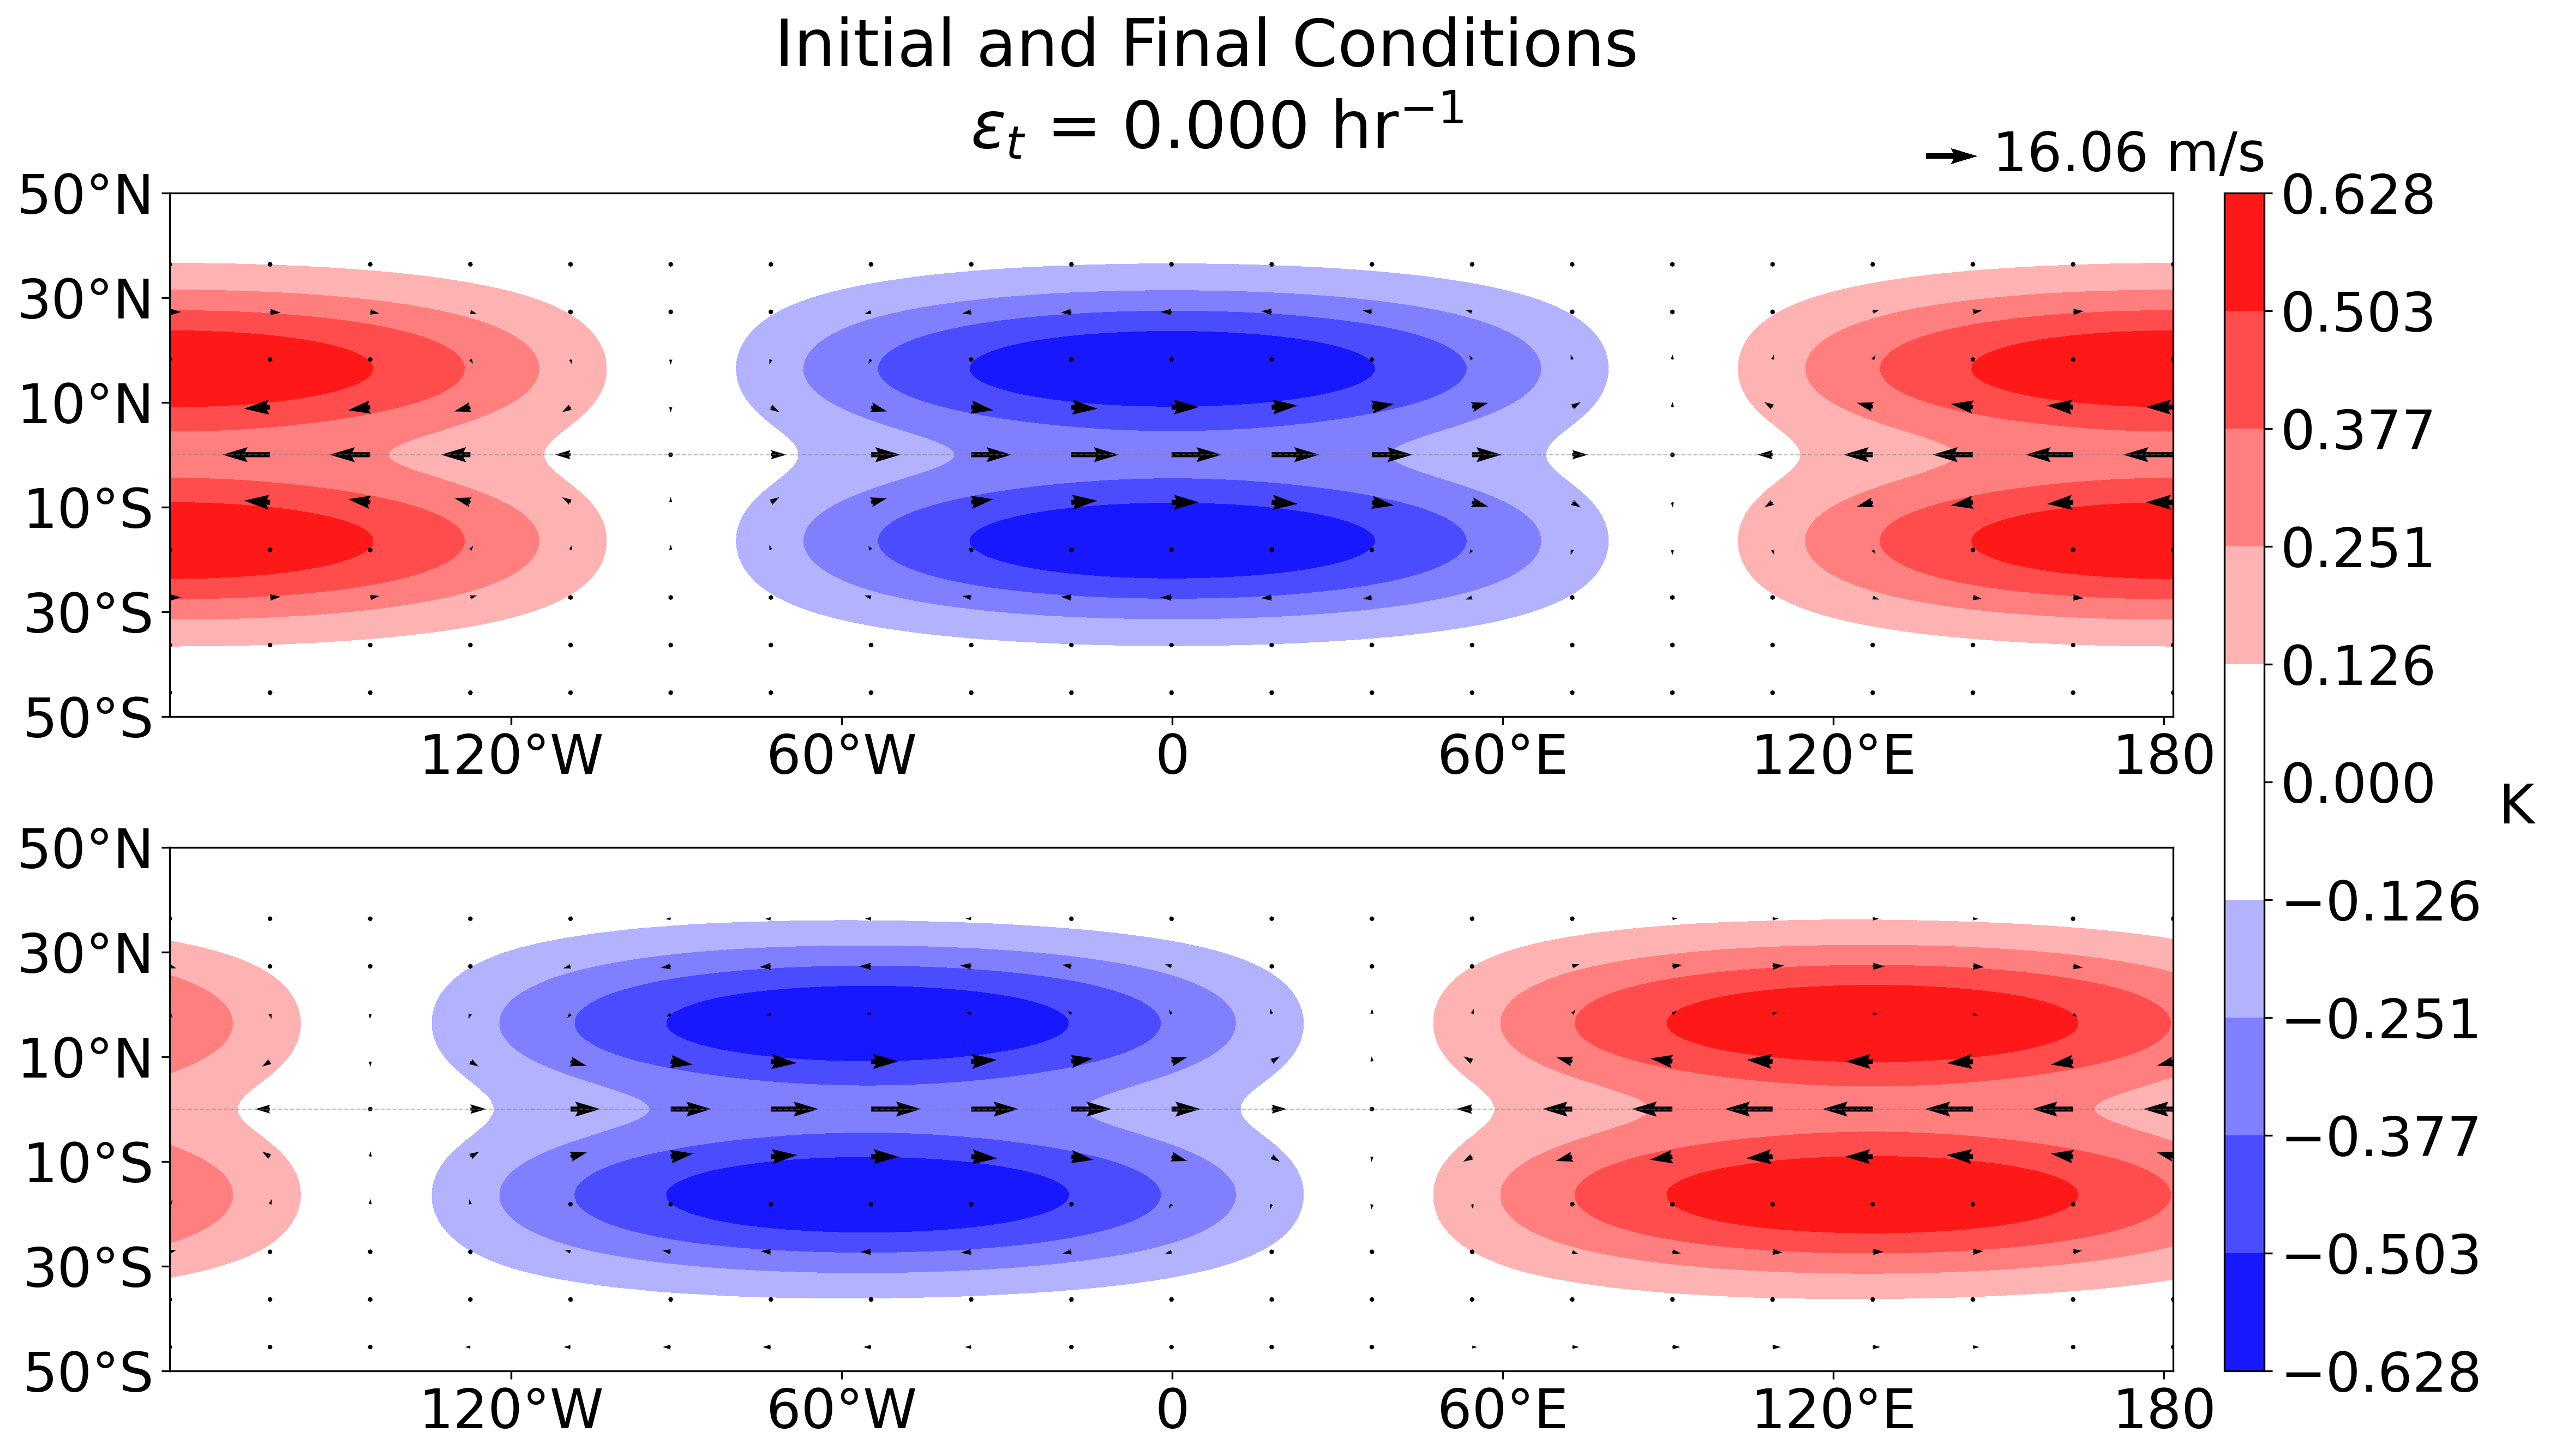 Initial and Final Conditions
εₜ = 0.000 hr⁻¹
16.06 m/s
50°N
30°N
10°N
10°S
30°S
50°S
120°W 60°W 0 60°E 120°E 180
50°N
30°N
10°N
10°S
30°S
50°S
120°W 60°W 0 60°E 120°E 180
0.628
0.503
0.377
0.251
0.126
0.000
−0.126
−0.251
−0.377
−0.503
−0.628
K